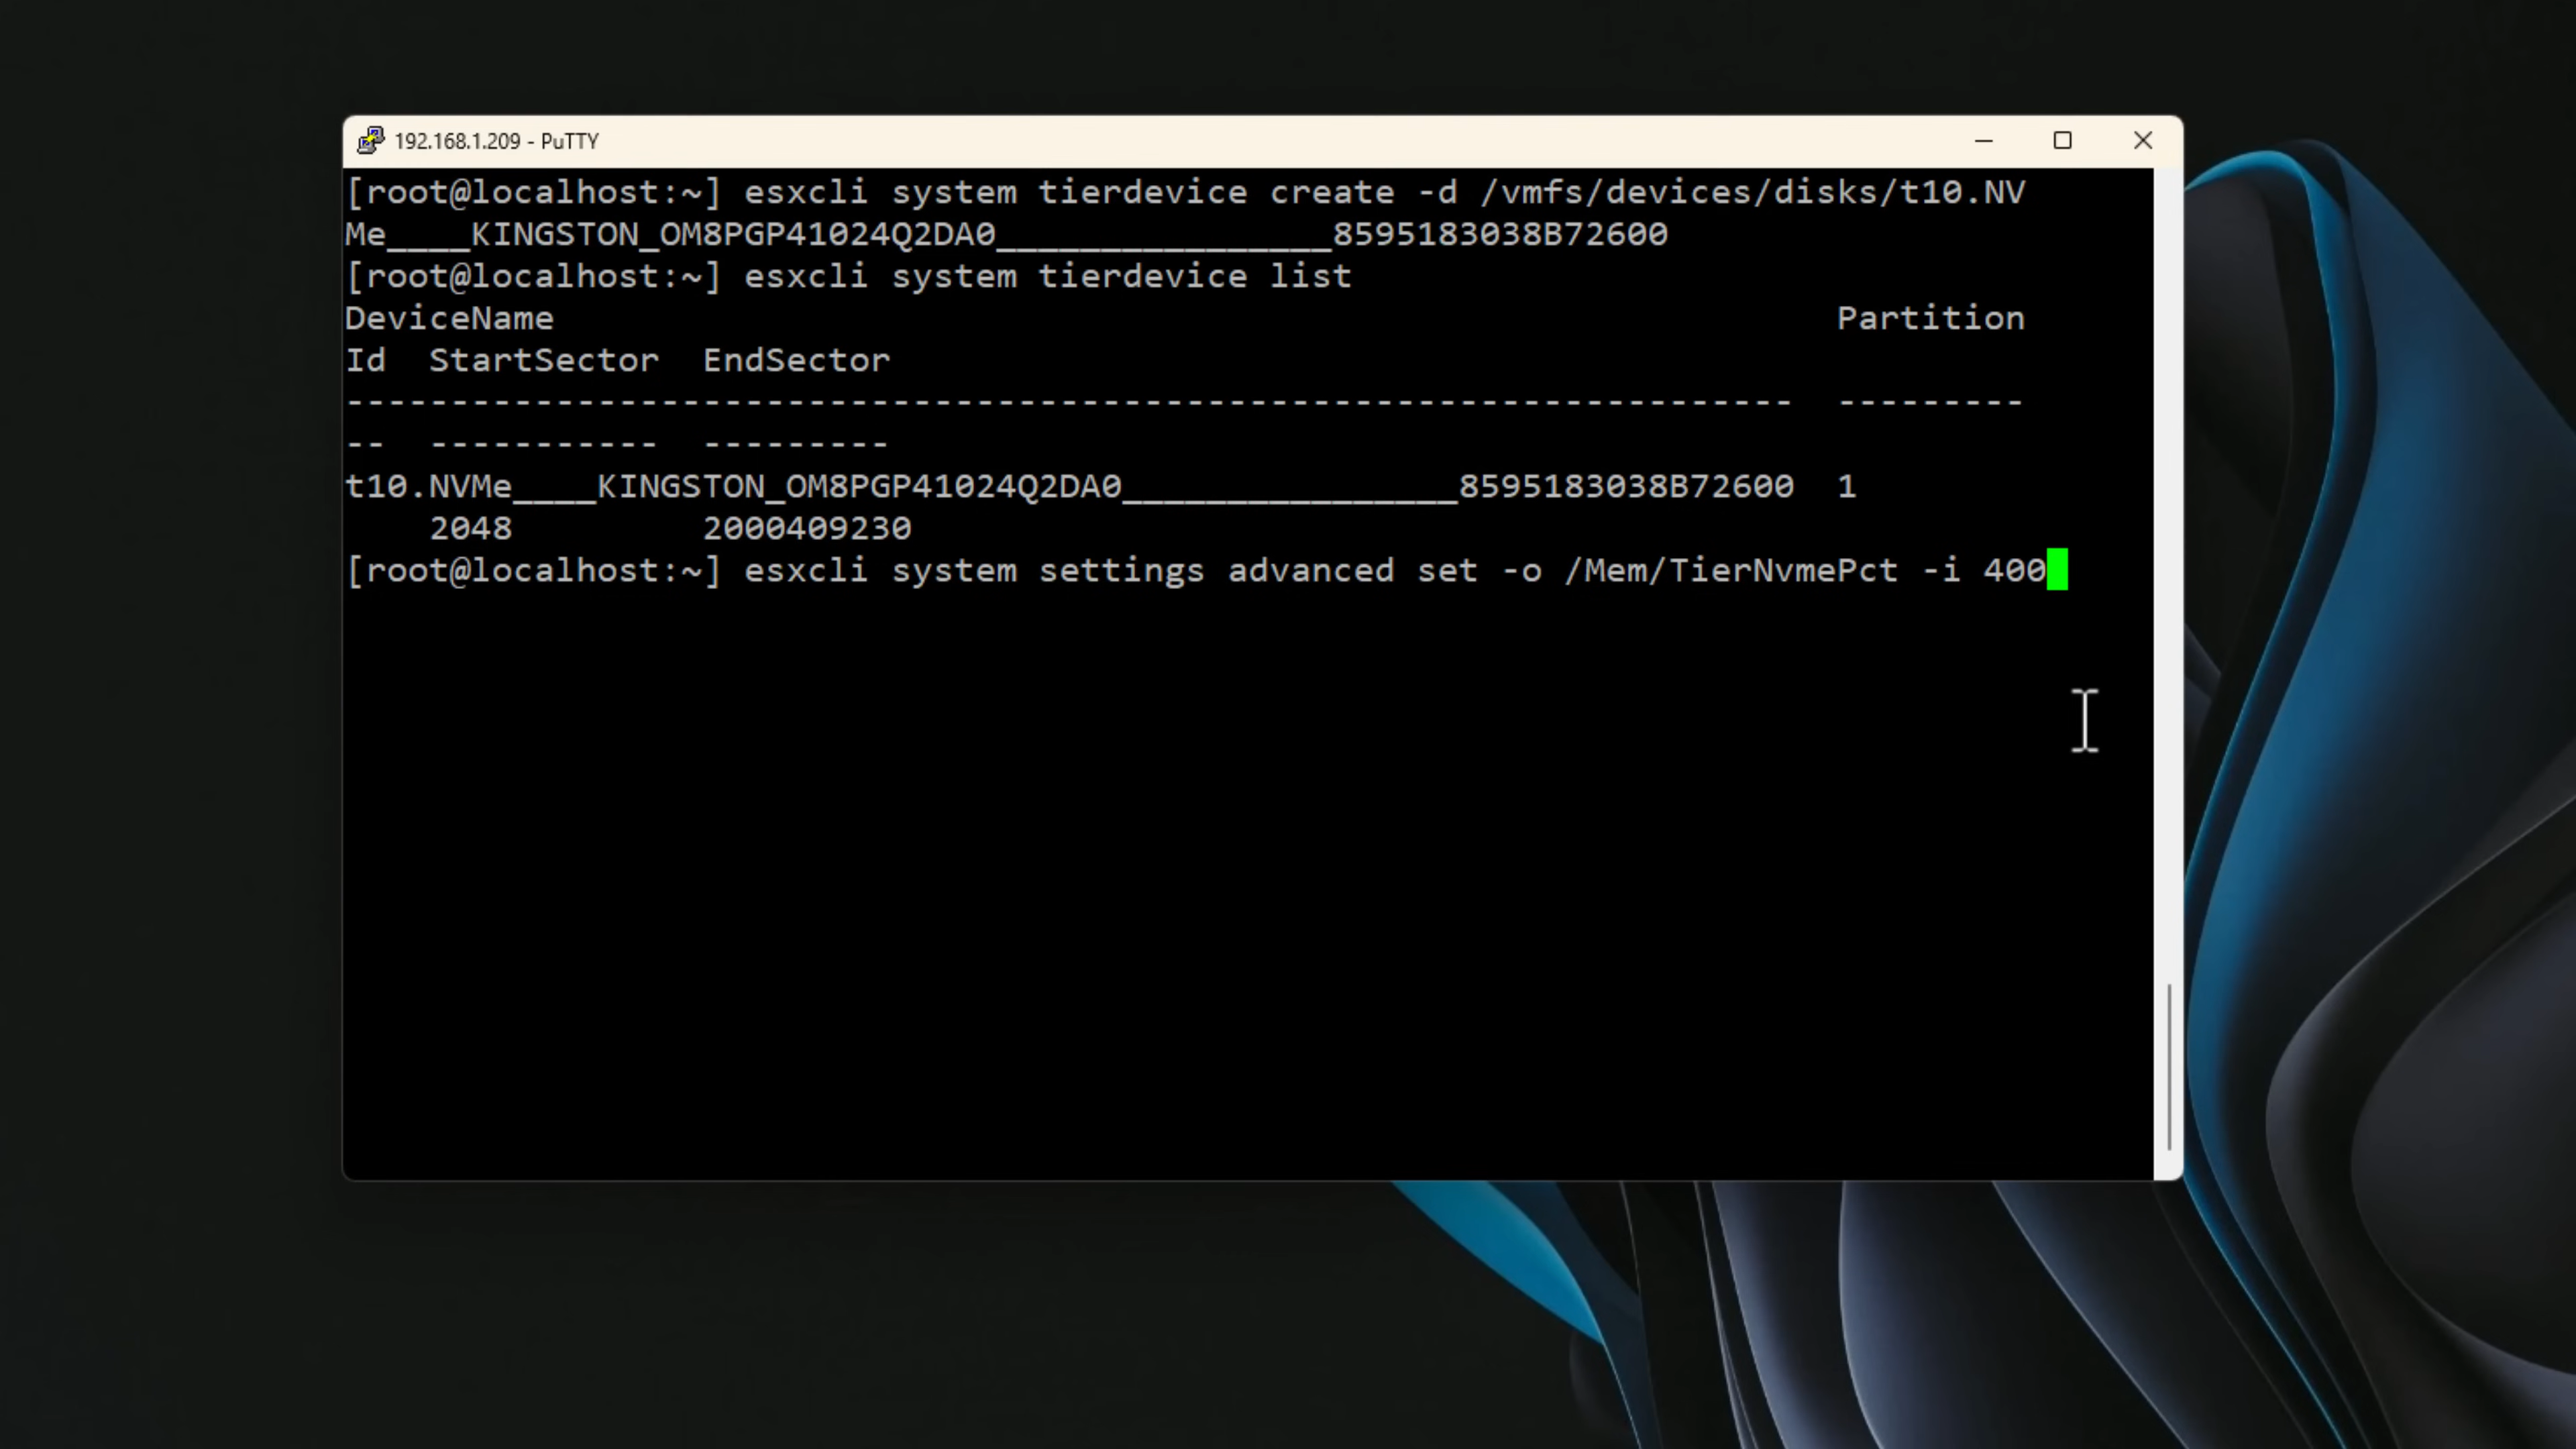 192.168.1.209 - PuTTY
[root@localhost:~] esxcli system tierdevice create -d /vmfs/devices/disks/t10.NV
Me____KINGSTON_OM8PGP41024Q2DA0________________8595183038B72600
[root@localhost:~] esxcli system tierdevice list
DeviceName                                                             Partition
Id  StartSector  EndSector
---------------------------------------------------------------------  ---------
--  -----------  ---------
t10.NVMe____KINGSTON_OM8PGP41024Q2DA0________________8595183038B72600  1
    2048         2000409230
[root@localhost:~] esxcli system settings advanced set -o /Mem/TierNvmePct -i 400